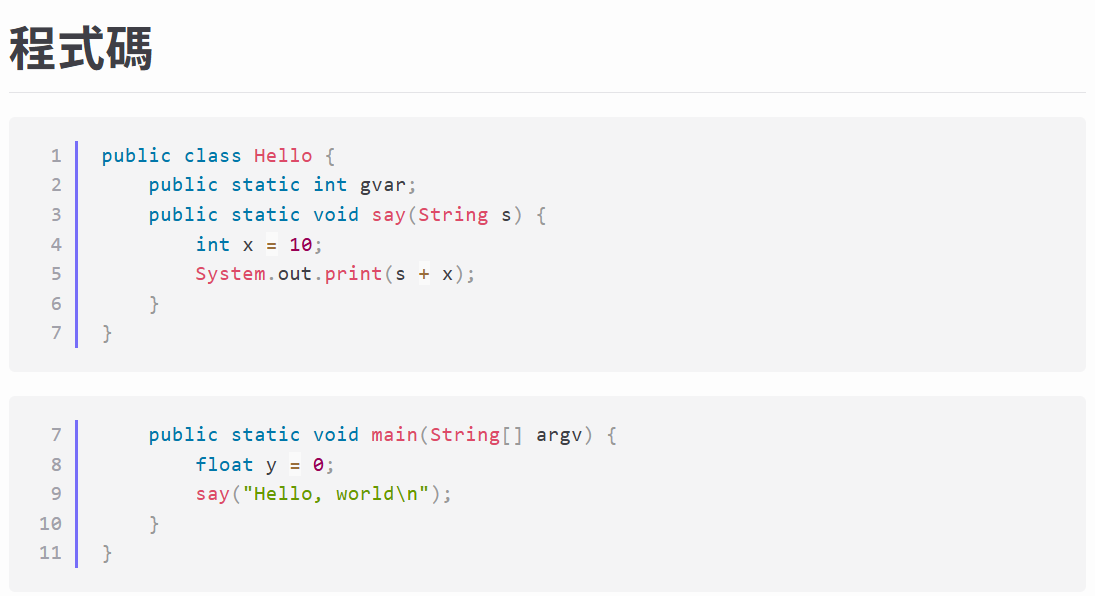 程式碼
1 public class Hello {
2     public static int gvar;
3     public static void say(String s) {
4         int x = 10;
5         System.out.print(s + x);
6     }
7 }
7     public static void main(String[] argv) {
8         float y = 0;
9         say("Hello, world\n");
10     }
11 }